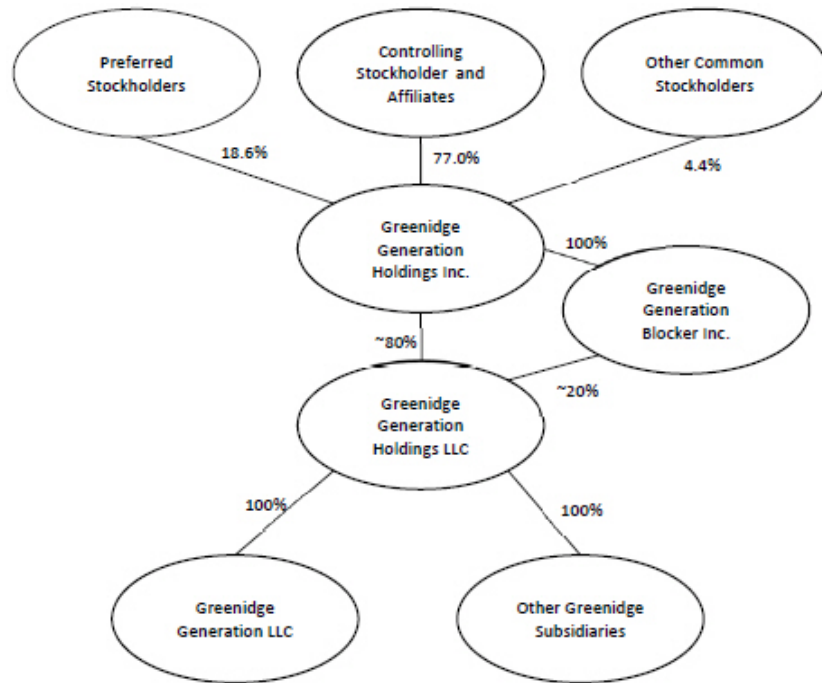 Preferred
Stockholders
Controlling
Stockholder and
Affiliates
Other Common
Stockholders
18.6%
77.0%
4.4%
Greenidge
Generation
Holdings Inc.
100%
Greenidge
Generation
Blocker Inc.
~80%
~20%
Greenidge
Generation
Holdings LLC
100%
100%
Greenidge
Generation LLC
Other Greenidge
Subsidiaries